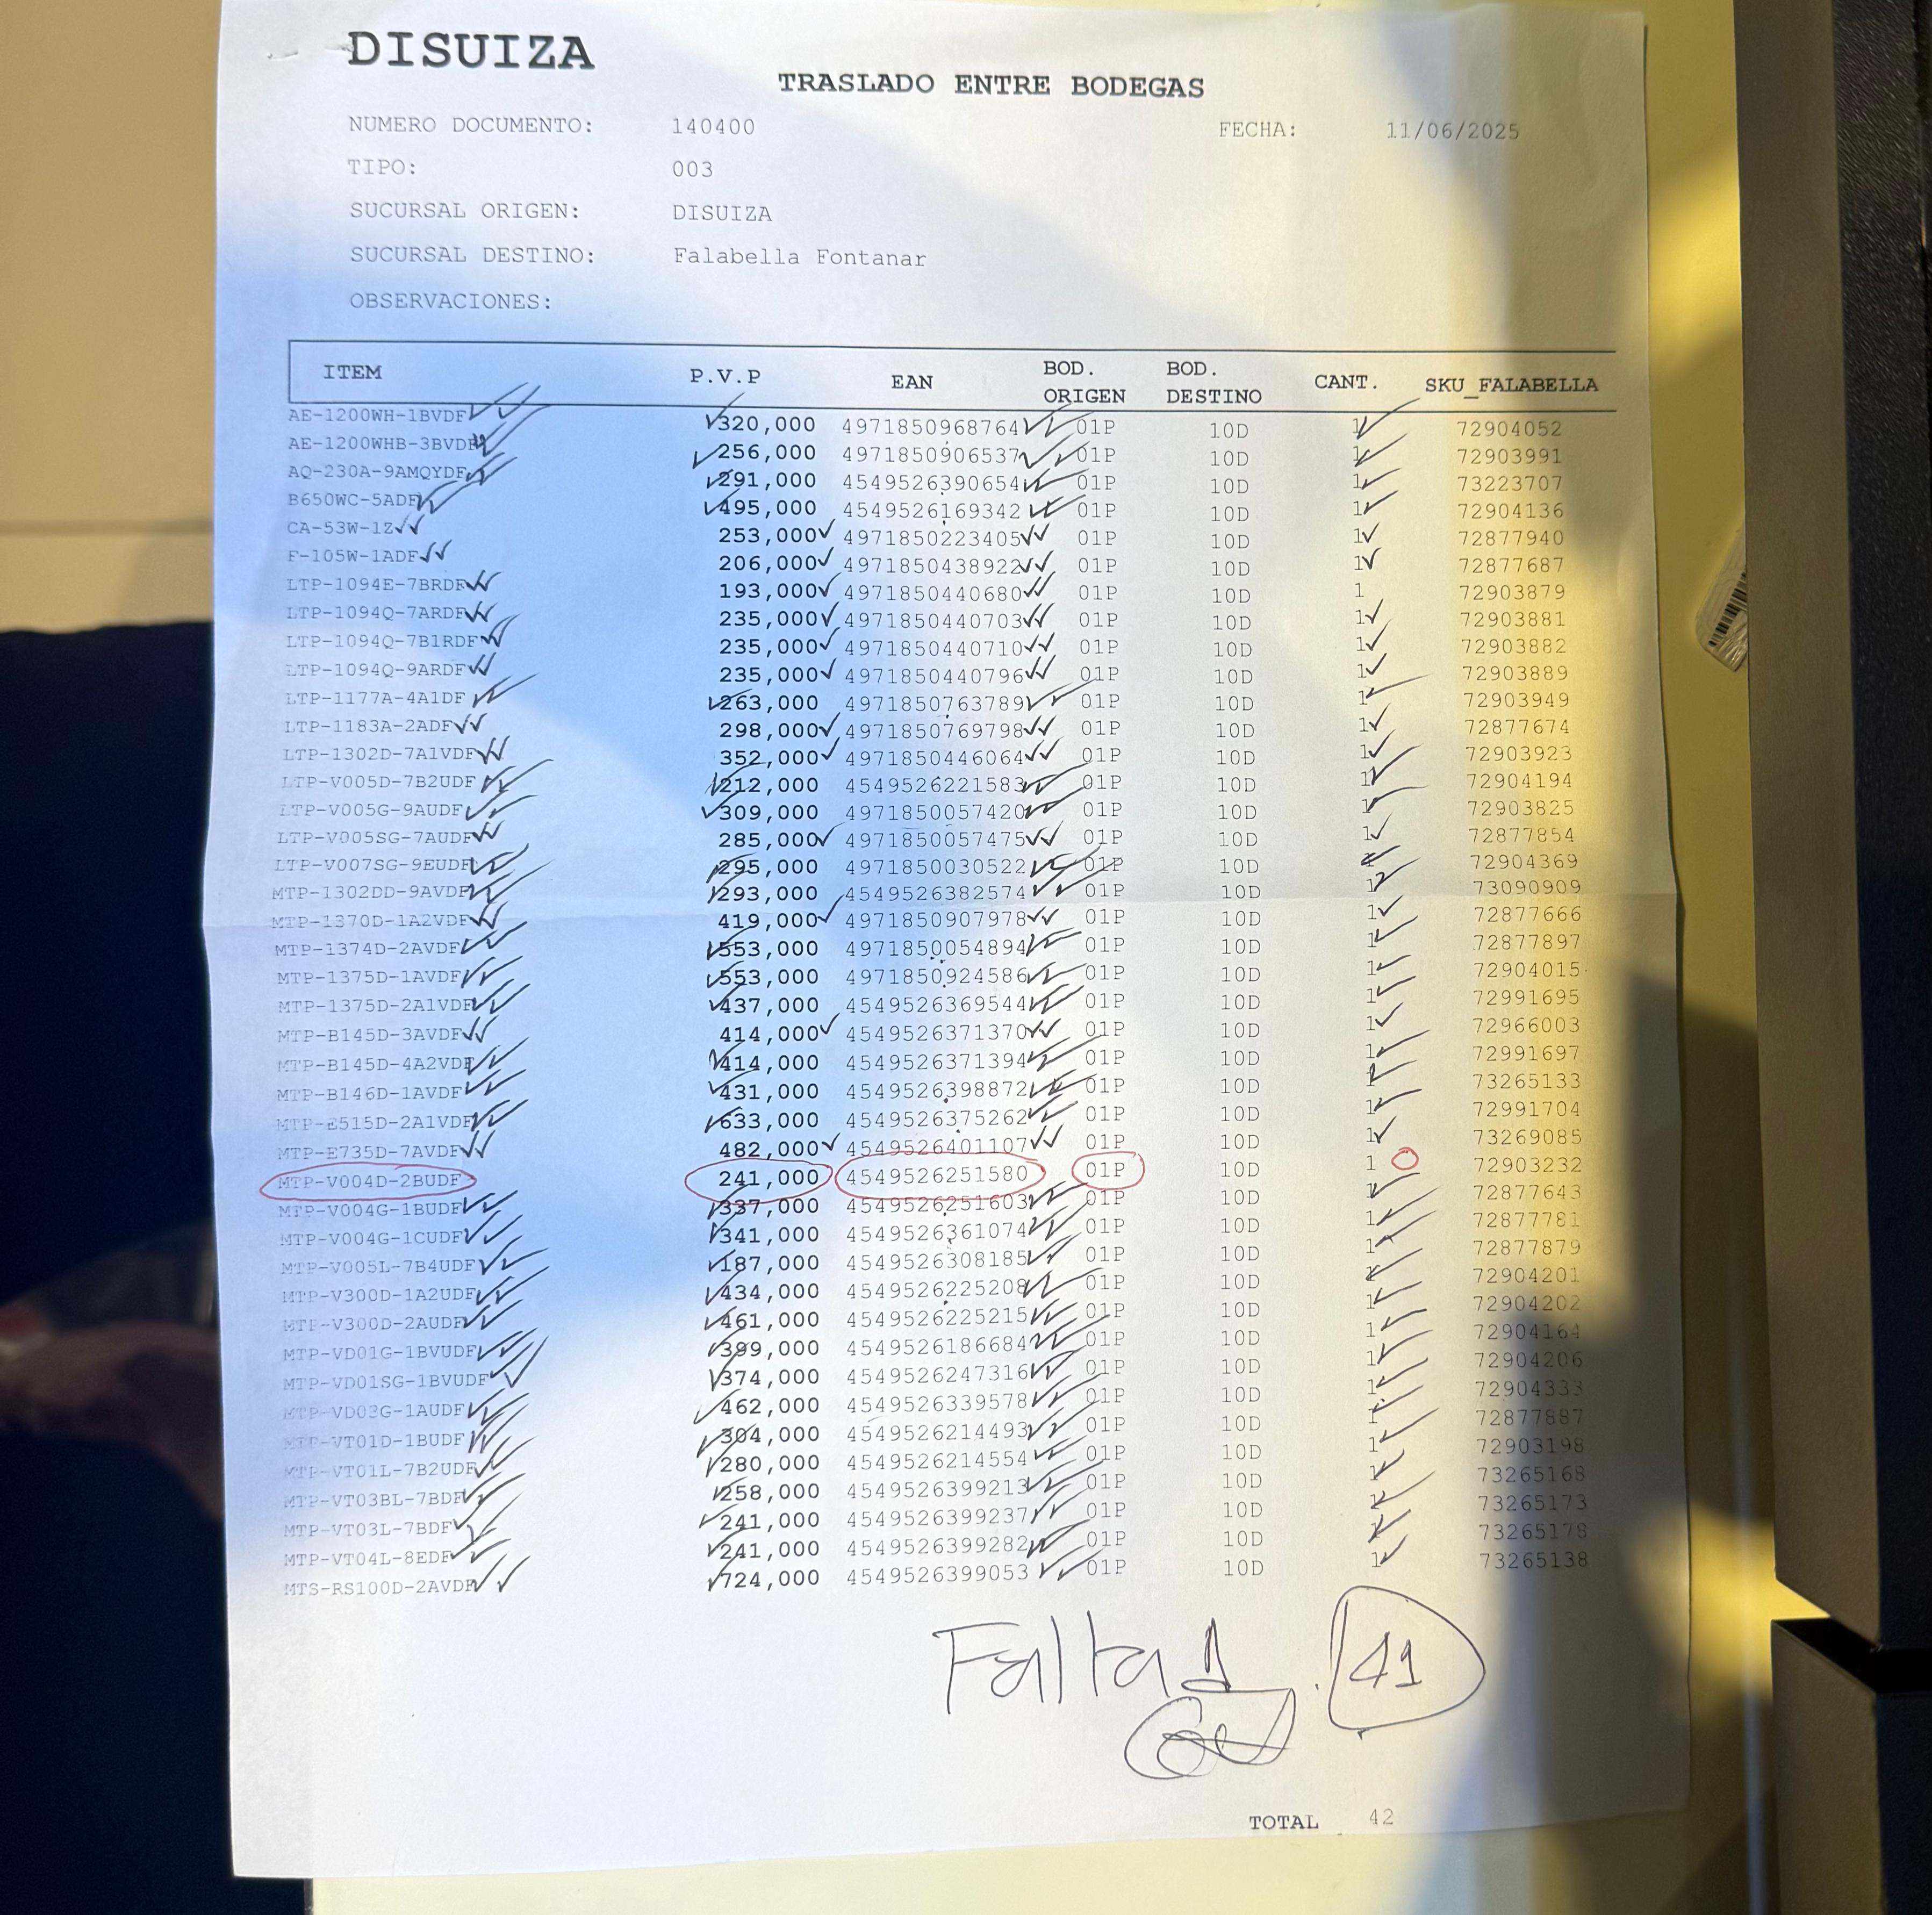 DISUIZA
TRASLADO ENTRE BODEGAS
NUMERO DOCUMENTO: 140400 FECHA: 11/06/2025
TIPO: 003
SUCURSAL ORIGEN: DISUIZA
SUCURSAL DESTINO: Falabella Fontanar
OBSERVACIONES:
ITEM P.V.P EAN BOD. ORIGEN BOD. DESTINO CANT. SKU_FALABELLA
AE-1200WH-1BVDF 320,000 4971850968764 01P 10D 1 72904052
AE-1200WHB-3BVDF 256,000 4971850906537 01P 10D 1 72903991
AQ-230A-9AMQYDF 291,000 4549526390654 01P 10D 1 73223707
B650WC-5ADF 495,000 4549526169342 01P 10D 1 72904136
CA-53W-1Z 253,000 4971850223405 01P 10D 1 72877940
F-105W-1ADF 206,000 4971850438922 01P 10D 1 72877687
LTP-1094E-7BRDF 193,000 4971850440680 01P 10D 1 72903879
LTP-1094Q-7ARDF 235,000 4971850440703 01P 10D 1 72903881
LTP-1094Q-7B1RDF 235,000 4971850440710 01P 10D 1 72903882
LTP-1094Q-9ARDF 235,000 4971850440796 01P 10D 1 72903889
LTP-1177A-4A1DF 263,000 4971850763789 01P 10D 1 72903949
LTP-1183A-2ADF 298,000 4971850769798 01P 10D 1 72877674
LTP-1302D-7A1VDF 352,000 4971850446064 01P 10D 1 72903923
LTP-V005D-7B2UDF 212,000 4549526221583 01P 10D 1 72904194
LTP-V005G-9AUDF 309,000 4971850057420 01P 10D 1 72903825
LTP-V005SG-7AUDF 285,000 4971850057475 01P 10D 1 72877854
LTP-V007SG-9EUDF 295,000 4971850030522 01P 10D 1 72904369
MTP-1302DD-9AVDF 293,000 4549526382574 01P 10D 1 73090909
MTP-1370D-1A2VDF 419,000 4971850907978 01P 10D 1 72877666
MTP-1374D-2AVDF 553,000 4971850054894 01P 10D 1 72877897
MTP-1375D-1AVDF 553,000 4971850924586 01P 10D 1 72904015
MTP-1375D-2A1VDF 437,000 4549526369544 01P 10D 1 72991695
MTP-B145D-3AVDF 414,000 4549526371370 01P 10D 1 72966003
MTP-B145D-4A2VDF 414,000 4549526371394 01P 10D 1 72991697
MTP-B146D-1AVDF 431,000 4549526398872 01P 10D 1 73265133
MTP-E515D-2A1VDF 633,000 4549526375262 01P 10D 1 72991704
MTP-E735D-7AVDF 482,000 4549526401107 01P 10D 1 73269085
MTP-V004D-2BUDF 241,000 4549526251580 01P 10D 1 72903232
MTP-V004G-1BUDF 337,000 4549526251603 01P 10D 1 72877643
MTP-V004G-1CUDF 341,000 4549526361074 01P 10D 1 72877781
MTP-V005L-7B4UDF 187,000 4549526308185 01P 10D 1 72877879
MTP-V300D-1A2UDF 434,000 4549526225208 01P 10D 1 72904201
MTP-V300D-2AUDF 461,000 4549526225215 01P 10D 1 72904202
MTP-VD01G-1BVUDF 399,000 4549526186684 01P 10D 1 72904164
MTP-VD01SG-1BVUDF 374,000 4549526247316 01P 10D 1 72904206
MTP-VD03G-1AUDF 462,000 4549526339578 01P 10D 1 72904333
MTP-VT01D-1BUDF 304,000 4549526214493 01P 10D 1 72877887
MTP-VT01L-7B2UDF 280,000 4549526214554 01P 10D 1 72903198
MTP-VT03BL-7BDF 258,000 4549526399213 01P 10D 1 73265168
MTP-VT03L-7BDF 241,000 4549526399237 01P 10D 1 73265173
MTP-VT04L-8EDF 241,000 4549526399282 01P 10D 1 73265178
MTS-RS100D-2AVDF 724,000 4549526399053 01P 10D 1 73265138
Falta 1. 41
TOTAL 42